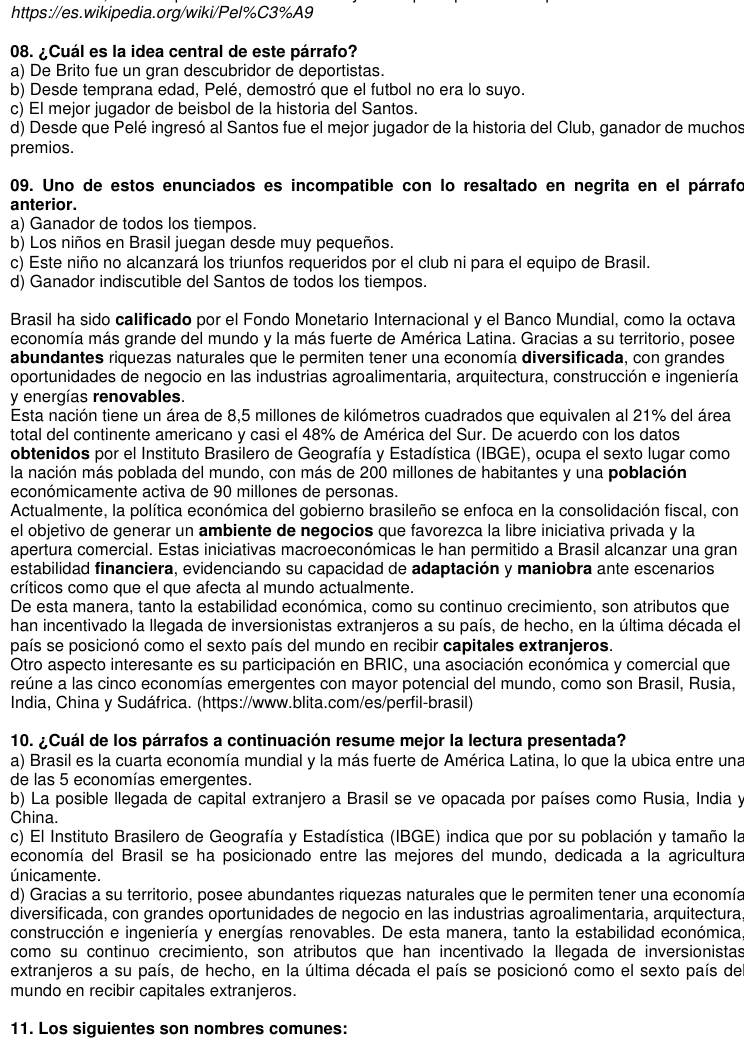 https://es.wikipedia.org/wiki/Pel%C3%A9
08. ¿Cuál es la idea central de este párrafo?
a) De Brito fue un gran descubridor de deportistas.
b) Desde temprana edad, Pelé, demostró que el futbol no era lo suyo.
c) El mejor jugador de beisbol de la historia del Santos.
d) Desde que Pelé ingresó al Santos fue el mejor jugador de la historia del Club, ganador de muchos
premios.
09. Uno de estos enunciados es incompatible con lo resaltado en negrita en el párrafo
anterior.
a) Ganador de todos los tiempos.
b) Los niños en Brasil juegan desde muy pequeños.
c) Este niño no alcanzará los triunfos requeridos por el club ni para el equipo de Brasil.
d) Ganador indiscutible del Santos de todos los tiempos.
Brasil ha sido calificado por el Fondo Monetario Internacional y el Banco Mundial, como la octava
economía más grande del mundo y la más fuerte de América Latina. Gracias a su territorio, posee
abundantes riquezas naturales que le permiten tener una economía diversificada, con grandes
oportunidades de negocio en las industrias agroalimentaria, arquitectura, construcción e ingeniería
y energías renovables.
Esta nación tiene un área de 8,5 millones de kilómetros cuadrados que equivalen al 21% del área
total del continente americano y casi el 48% de América del Sur. De acuerdo con los datos
obtenidos por el Instituto Brasilero de Geografía y Estadística (IBGE), ocupa el sexto lugar como
la nación más poblada del mundo, con más de 200 millones de habitantes y una población
económicamente activa de 90 millones de personas.
Actualmente, la política económica del gobierno brasileño se enfoca en la consolidación fiscal, con
el objetivo de generar un ambiente de negocios que favorezca la libre iniciativa privada y la
apertura comercial. Estas iniciativas macroeconómicas le han permitido a Brasil alcanzar una gran
estabilidad financiera, evidenciando su capacidad de adaptación y maniobra ante escenarios
críticos como que el que afecta al mundo actualmente.
De esta manera, tanto la estabilidad económica, como su continuo crecimiento, son atributos que
han incentivado la llegada de inversionistas extranjeros a su país, de hecho, en la última década el
país se posicionó como el sexto país del mundo en recibir capitales extranjeros.
Otro aspecto interesante es su participación en BRIC, una asociación económica y comercial que
reúne a las cinco economías emergentes con mayor potencial del mundo, como son Brasil, Rusia,
India, China y Sudáfrica. (https://www.blita.com/es/perfil-brasil)
10. ¿Cuál de los párrafos a continuación resume mejor la lectura presentada?
a) Brasil es la cuarta economía mundial y la más fuerte de América Latina, lo que la ubica entre una
de las 5 economías emergentes.
b) La posible llegada de capital extranjero a Brasil se ve opacada por países como Rusia, India y
China.
c) El Instituto Brasilero de Geografía y Estadística (IBGE) indica que por su población y tamaño la
economía del Brasil se ha posicionado entre las mejores del mundo, dedicada a la agricultura
únicamente.
d) Gracias a su territorio, posee abundantes riquezas naturales que le permiten tener una economía
diversificada, con grandes oportunidades de negocio en las industrias agroalimentaria, arquitectura,
construcción e ingeniería y energías renovables. De esta manera, tanto la estabilidad económica,
como su continuo crecimiento, son atributos que han incentivado la llegada de inversionistas
extranjeros a su país, de hecho, en la última década el país se posicionó como el sexto país del
mundo en recibir capitales extranjeros.
11. Los siguientes son nombres comunes: